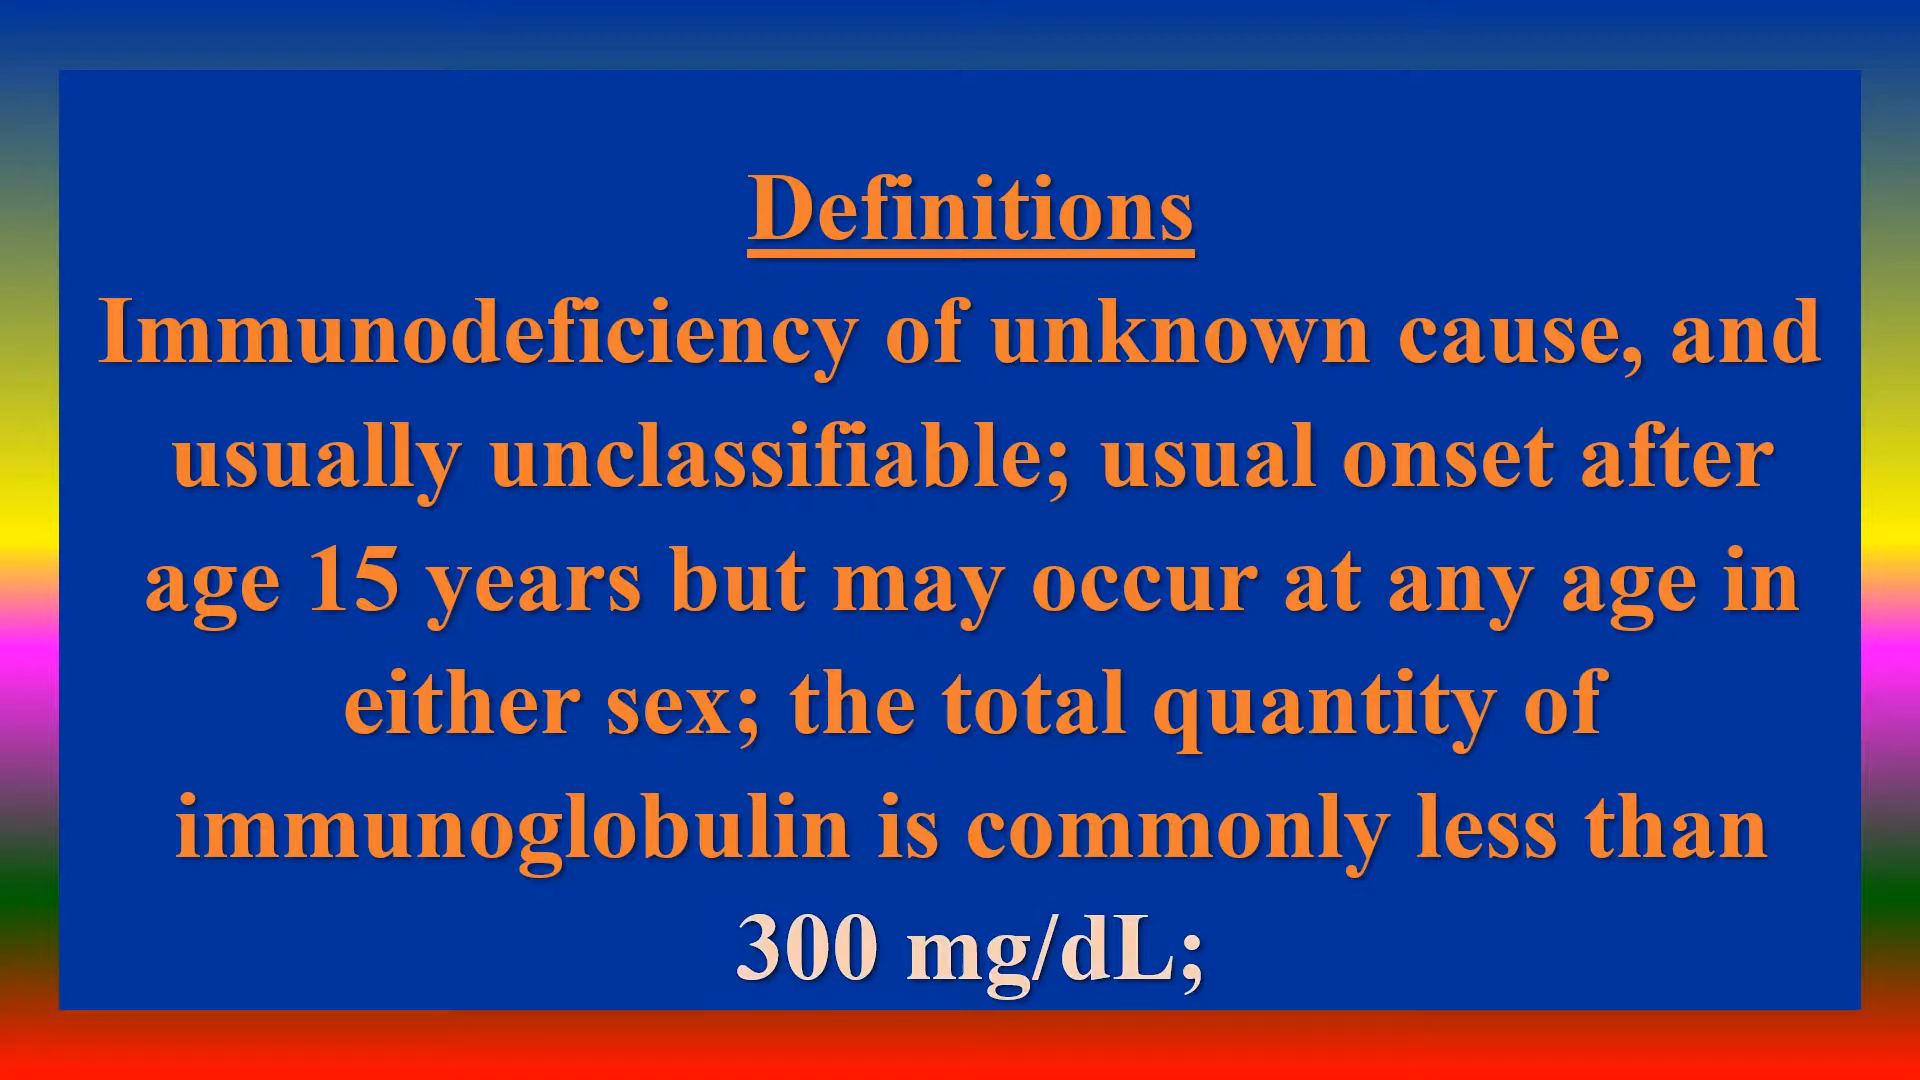 Definitions
Immunodeficiency of unknown cause, and
usually unclassifiable; usual onset after
age 15 years but may occur at any age in
either sex; the total quantity of
immunoglobulin is commonly less than
300 mg/dL;